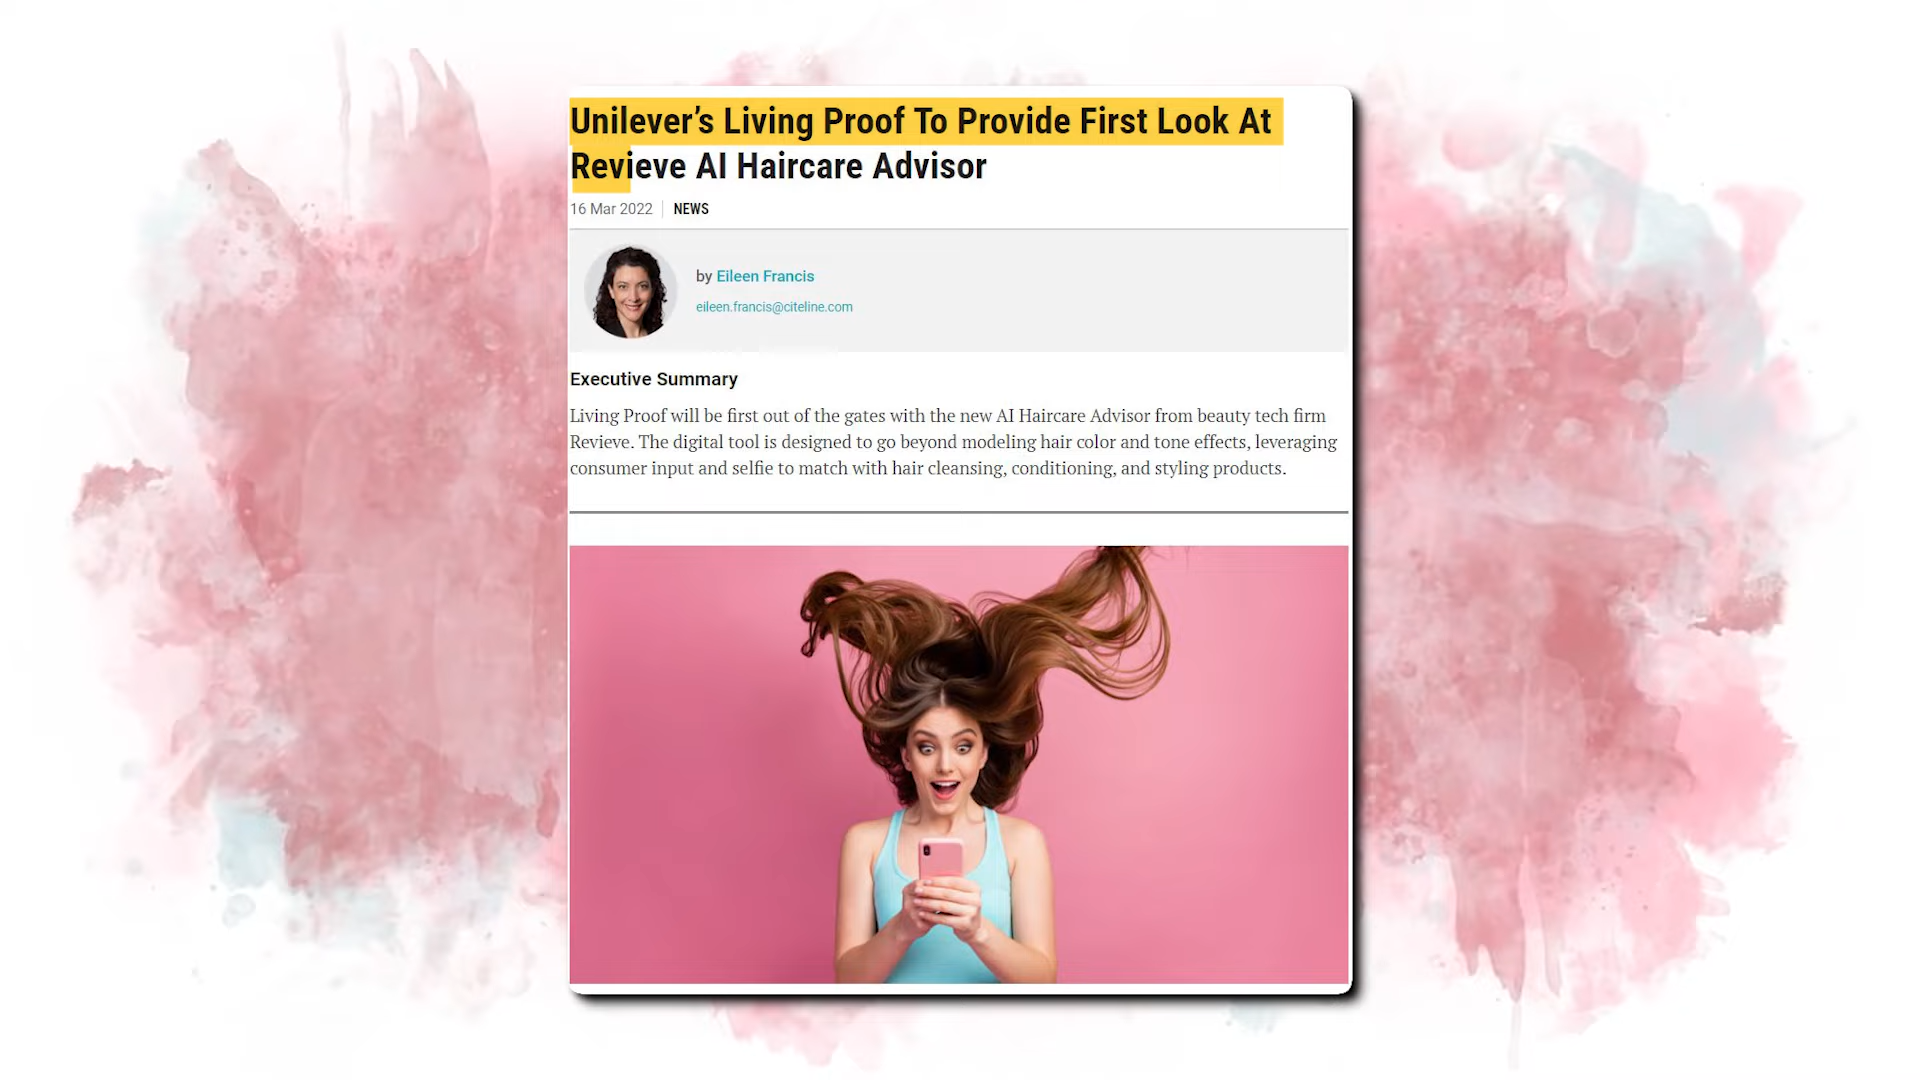 Unilever’s Living Proof To Provide First Look At
Revieve AI Haircare Advisor
16 Mar 2022 | NEWS
by Eileen Francis
eileen.francis@citeline.com
Executive Summary
Living Proof will be first out of the gates with the new AI Haircare Advisor from beauty tech firm
Revieve. The digital tool is designed to go beyond modeling hair color and tone effects, leveraging
consumer input and selfie to match with hair cleansing, conditioning, and styling products.